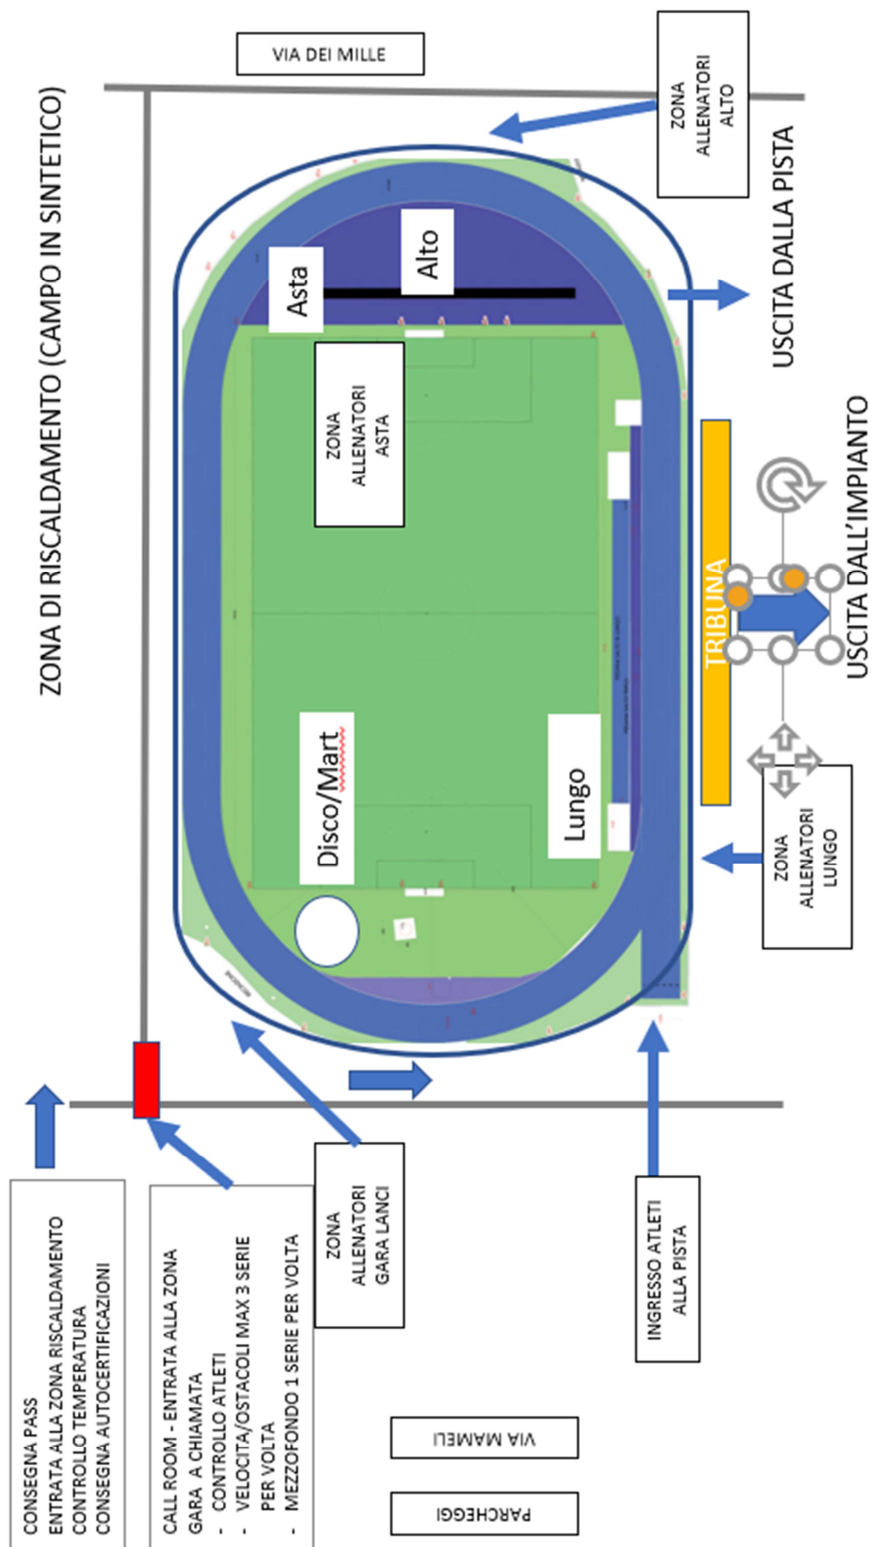 VIA DEI MILLE
ZONA
ALLENATORI
ALTO
ZONA DI RISCALDAMENTO (CAMPO IN SINTETICO)
USCITA DALLA PISTA
Asta
Alto
ZONA
ALLENATORI
ASTA
USCITA DALL'IMPIANTO
TRIBUNA
Disco/Mart
Lungo
ZONA
ALLENATORI
LUNGO
CONSEGNA PASS
ENTRATA ALLA ZONA RISCALDAMENTO
CONTROLLO TEMPERATURA
CONSEGNA AUTOCERTIFICAZIONI
CALL ROOM - ENTRATA ALLA ZONA
GARA A CHIAMATA
- CONTROLLO ATLETI
- VELOCITA/OSTACOLI MAX 3 SERIE
PER VOLTA
- MEZZOFONDO 1 SERIE PER VOLTA
ZONA
ALLENATORI
GARA LANCI
INGRESSO ATLETI
ALLA PISTA
VIA MAMELI
PARCHEGGI